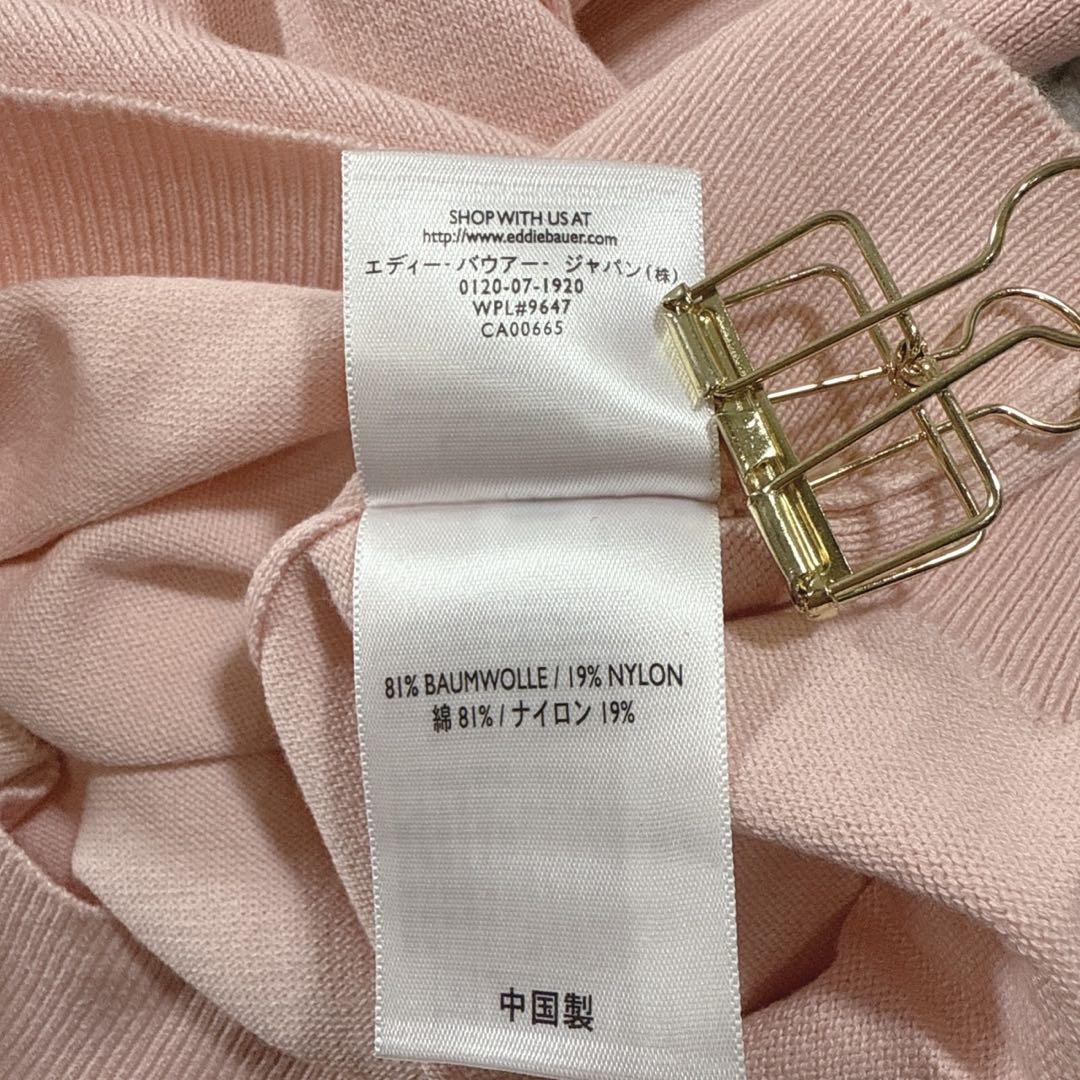 SHOP WITH US AT
http://www.eddiebauer.com
エディー・バウアー・ ジャパン(株)
0120-07-1920
WPL#9647
CA00665
81% BAUMWOLLE / 19% NYLON
綿 81% / ナイロン 19%
中国製